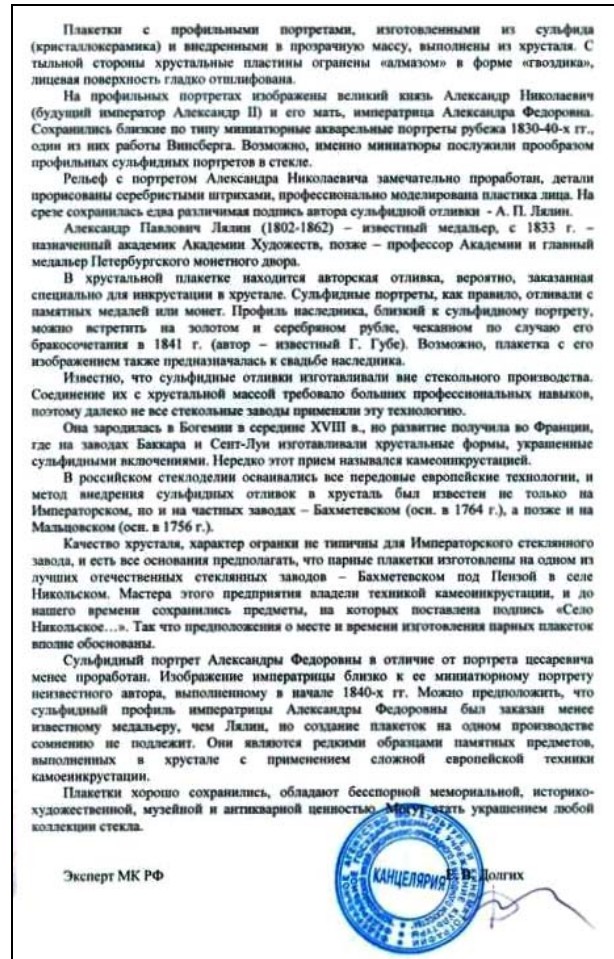 Плакетки с профильными портретами, изготовленными из сульфида
(кристаллокерамика) и внедренными в прозрачную массу, выполнены из хрусталя. С
тыльной стороны хрустальные пластины огранены «алмазом» в форме «гвоздика»,
лицевая поверхность гладко отшлифована.
На профильных портретах изображены великий князь Александр Николаевич
(будущий император Александр II) и его мать, императрица Александра Федоровна.
Сохранились близкие по типу миниатюрные акварельные портреты рубежа 1830-40-х гг.,
один из них работы Винсберга. Возможно, именно миниатюры послужили прообразом
профильных сульфидных портретов в стекле.
Рельеф с портретом Александра Николаевича замечательно проработан, детали
прорисованы серебристыми штрихами, профессионально моделирована пластика лица. На
срезе сохранилась едва различимая подпись автора сульфидной отливки - А. П. Лялин.
Александр Павлович Лялин (1802-1862) – известный медальер, с 1833 г. –
назначенный академик Академии Художеств, позже – профессор Академии и главный
медальер Петербургского монетного двора.
В хрустальной плакетке находится авторская отливка, вероятно, заказанная
специально для инкрустации в хрустале. Сульфидные портреты, как правило, отливали с
памятных медалей или монет. Профиль наследника, близкий к сульфидному портрету,
можно встретить на золотом и серебряном рубле, чеканном по случаю его
бракосочетания в 1841 г. (автор – известный Г. Губе). Возможно, плакетка с его
изображением также предназначалась к свадьбе наследника.
Известно, что сульфидные отливки изготавливали вне стекольного производства.
Соединение их с хрустальной массой требовало больших профессиональных навыков,
поэтому далеко не все стекольные заводы применяли эту технологию.
Она зародилась в Богемии в середине XVIII в., но развитие получила во Франции,
где на заводах Баккара и Сент-Луи изготавливали хрустальные формы, украшенные
сульфидными включениями. Нередко этот прием назывался камеоинкрустацией.
В российском стеклоделии осваивались все передовые европейские технологии, и
метод внедрения сульфидных отливок в хрусталь был известен не только на
Императорском, но и на частных заводах – Бахметевском (осн. в 1764 г.), а позже и на
Мальцовском (осн. в 1756 г.).
Качество хрусталя, характер огранки не типичны для Императорского стеклянного
завода, и есть все основания предполагать, что парные плакетки изготовлены на одном из
лучших отечественных стеклянных заводов – Бахметевском под Пензой в селе
Никольском. Мастера этого предприятия владели техникой камеоинкрустации, и до
нашего времени сохранились предметы, на которых поставлена подпись «Село
Никольское…». Так что предположения о месте и времени изготовления парных плакеток
вполне обоснованы.
Сульфидный портрет Александры Федоровны в отличие от портрета цесаревича
менее проработан. Изображение императрицы близко к ее миниатюрному портрету
неизвестного автора, выполненному в начале 1840-х гг. Можно предположить, что
сульфидный профиль императрицы Александры Федоровны был заказан менее
известному медальеру, чем Лялин, но создание плакеток на одном производстве
сомнению не подлежит. Они являются редкими образцами памятных предметов,
выполненных в хрустале с применением сложной европейской техники
камоеинкрустации.
Плакетки хорошо сохранились, обладают бесспорной мемориальной, историко-
художественной, музейной и антикварной ценностью. Могут стать украшением любой
коллекции стекла.
Эксперт МК РФ
Е. В. Долгих
КАНЦЕЛЯРИЯ